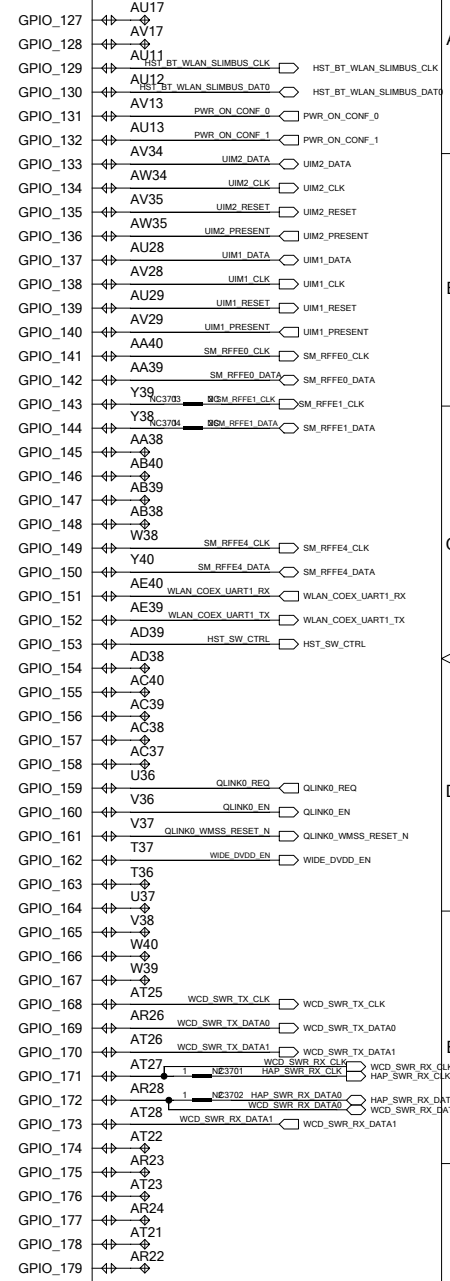 GPIO_127 AU17
GPIO_128 AV17
GPIO_129 AU11 HST_BT_WLAN_SLIMBUS_CLK HST_BT_WLAN_SLIMBUS_CLK
GPIO_130 AU12 HST_BT_WLAN_SLIMBUS_DAT0 HST_BT_WLAN_SLIMBUS_DAT0
GPIO_131 AV13 PWR_ON_CONF_0 PWR_ON_CONF_0
GPIO_132 AU13 PWR_ON_CONF_1 PWR_ON_CONF_1
GPIO_133 AV34 UIM2_DATA UIM2_DATA
GPIO_134 AW34 UIM2_CLK UIM2_CLK
GPIO_135 AV35 UIM2_RESET UIM2_RESET
GPIO_136 AW35 UIM2_PRESENT UIM2_PRESENT
GPIO_137 AU28 UIM1_DATA UIM1_DATA
GPIO_138 AV28 UIM1_CLK UIM1_CLK
GPIO_139 AU29 UIM1_RESET UIM1_RESET
GPIO_140 AV29 UIM1_PRESENT UIM1_PRESENT
GPIO_141 AA40 SM_RFFE0_CLK SM_RFFE0_CLK
GPIO_142 AA39 SM_RFFE0_DATA SM_RFFE0_DATA
GPIO_143 Y39 SM_RFFE1_CLK SM_RFFE1_CLK
GPIO_144 Y38 SM_RFFE1_DATA SM_RFFE1_DATA
GPIO_145 AA38
GPIO_146 AB40
GPIO_147 AB39
GPIO_148 AB38
GPIO_149 W38 SM_RFFE4_CLK SM_RFFE4_CLK
GPIO_150 Y40 SM_RFFE4_DATA SM_RFFE4_DATA
GPIO_151 AE40 WLAN_COEX_UART1_RX WLAN_COEX_UART1_RX
GPIO_152 AE39 WLAN_COEX_UART1_TX WLAN_COEX_UART1_TX
GPIO_153 AD39 HST_SW_CTRL HST_SW_CTRL
GPIO_154 AD38
GPIO_155 AC40
GPIO_156 AC39
GPIO_157 AC38
GPIO_158 AC37
GPIO_159 U36 QLINK0_REQ QLINK0_REQ
GPIO_160 V36 QLINK0_EN QLINK0_EN
GPIO_161 V37 QLINK0_WMSS_RESET_N QLINK0_WMSS_RESET_N
GPIO_162 T37 WIDE_DVDD_EN WIDE_DVDD_EN
GPIO_163 T36
GPIO_164 U37
GPIO_165 V38
GPIO_166 W40
GPIO_167 W39
GPIO_168 AT25 WCD_SWR_TX_CLK WCD_SWR_TX_CLK
GPIO_169 AR26 WCD_SWR_TX_DATA0 WCD_SWR_TX_DATA0
GPIO_170 AT26 WCD_SWR_TX_DATA1 WCD_SWR_TX_DATA1
WCD_SWR_RX_CLK WCD_SWR_RX_CL
GPIO_171 AT27 1 HAP_SWR_RX_CLK HAP_SWR_RX_CLK
GPIO_172 AR28 1 HAP_SWR_RX_DATA0 HAP_SWR_RX_DAT
WCD_SWR_RX_DATA0 WCD_SWR_RX_DA
GPIO_173 AT28 WCD_SWR_RX_DATA1 WCD_SWR_RX_DATA1
GPIO_174 AT22
GPIO_175 AR23
GPIO_176 AT23
GPIO_177 AR24
GPIO_178 AT21
GPIO_179 AR22